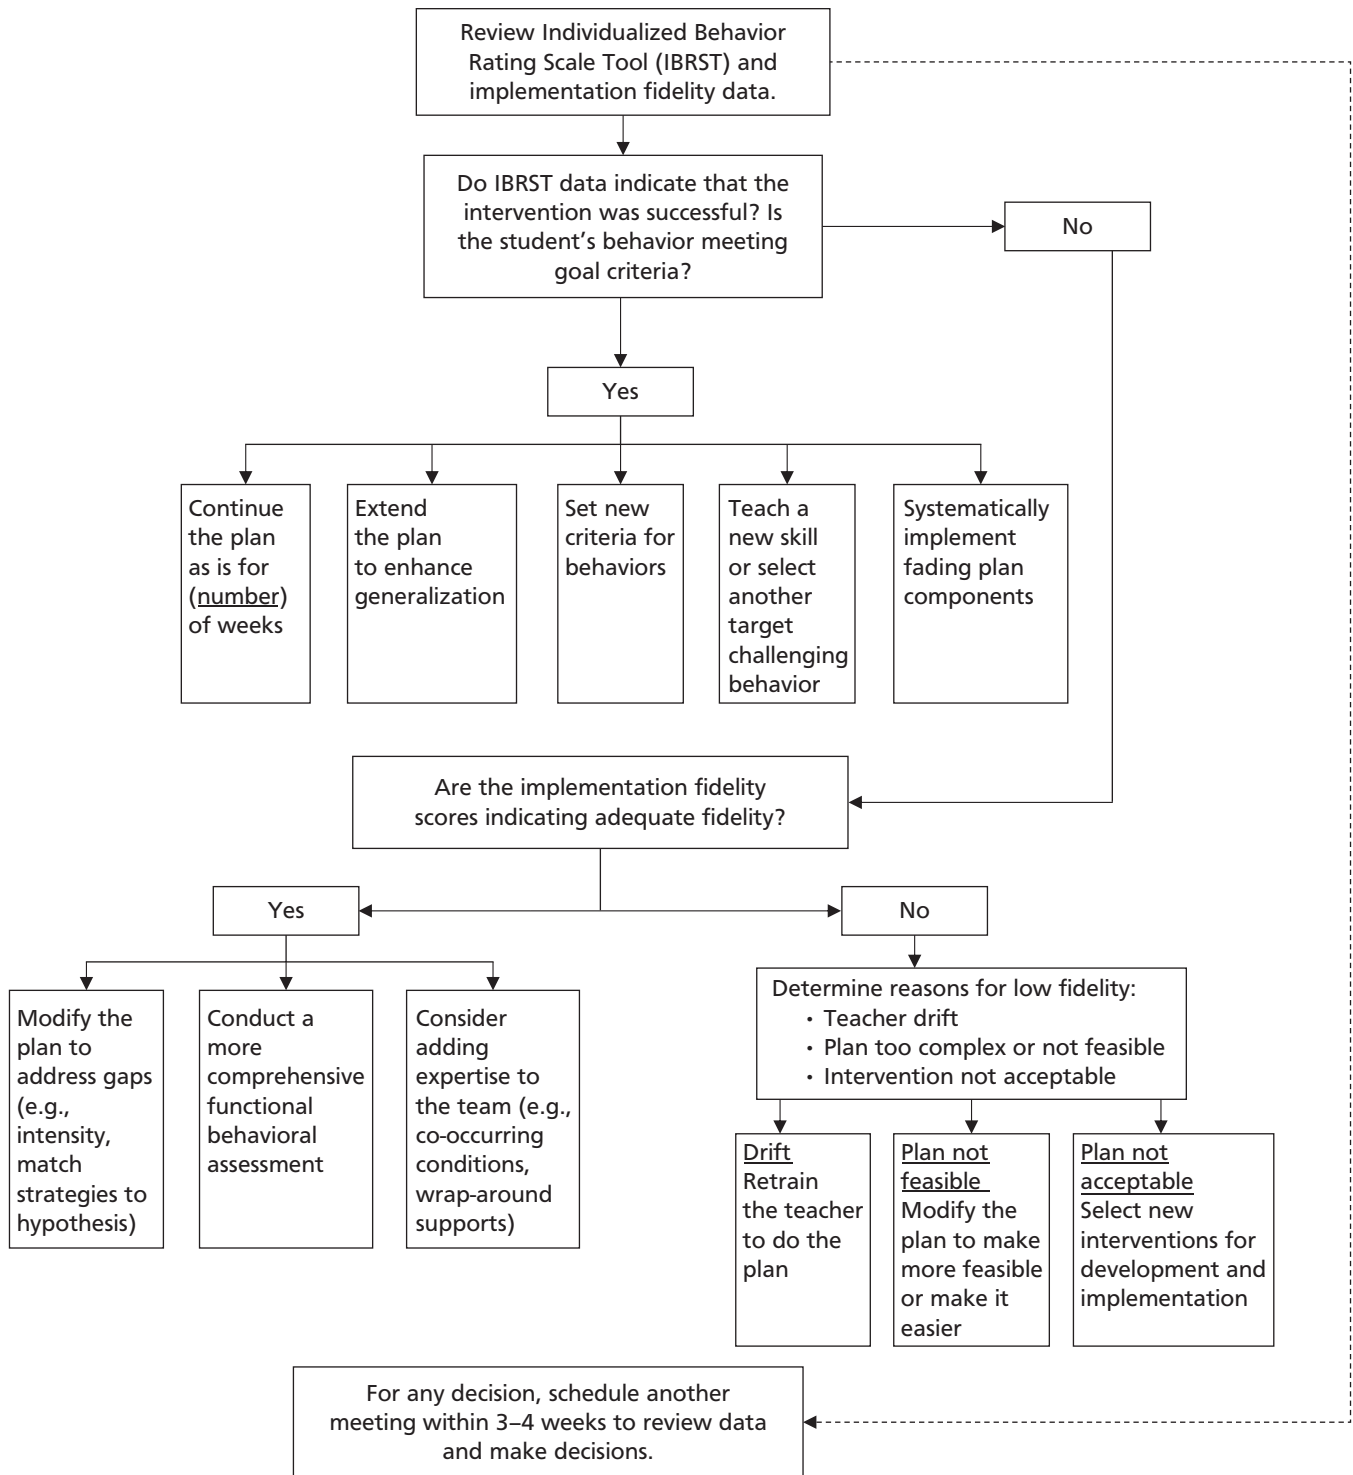 Review Individualized Behavior
Rating Scale Tool (IBRST) and
implementation fidelity data.
Do IBRST data indicate that the
intervention was successful? Is
the student’s behavior meeting
goal criteria?
No
Yes
Continue
the plan
as is for
(number)
of weeks
Extend
the plan
to enhance
generalization
Set new
criteria for
behaviors
Teach a
new skill
or select
another
target
challenging
behavior
Systematically
implement
fading plan
components
Are the implementation fidelity
scores indicating adequate fidelity?
Yes
No
Modify the
plan to
address gaps
(e.g.,
intensity,
match
strategies to
hypothesis)
Conduct a
more
comprehensive
functional
behavioral
assessment
Consider
adding
expertise to
the team (e.g.,
co-occurring
conditions,
wrap-around
supports)
Determine reasons for low fidelity:
• Teacher drift
• Plan too complex or not feasible
• Intervention not acceptable
Drift
Retrain
the teacher
to do the
plan
Plan not
feasible
Modify the
plan to make
more feasible
or make it
easier
Plan not
acceptable
Select new
interventions for
development and
implementation
For any decision, schedule another
meeting within 3–4 weeks to review data
and make decisions.